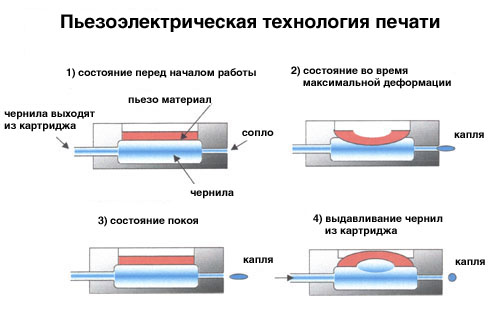 Пьезоэлектрическая технология печати
1) состояние перед началом работы
пьезо материал
чернила выходят
из картриджа
сопло
чернила
2) состояние во время
максимальной деформации
капля
3) состояние покоя
капля
4) выдавливание чернил
из картриджа
капля